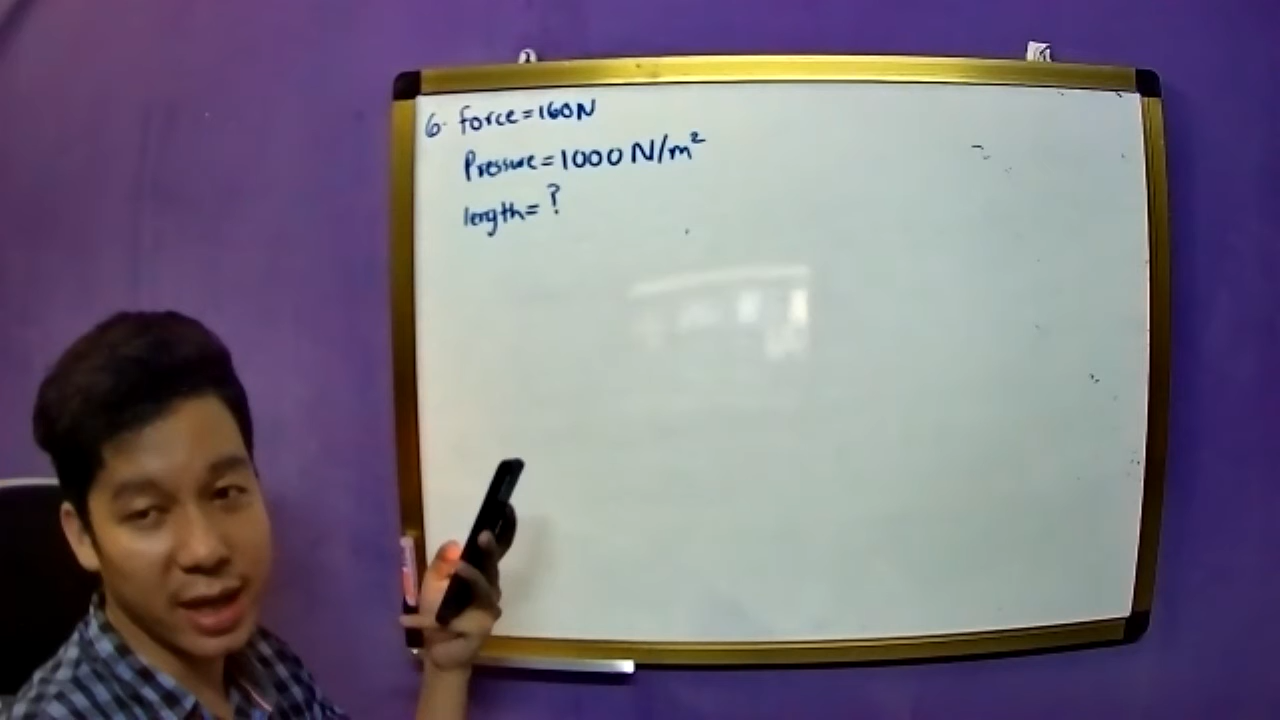 6. Force=160N
Pressure=1000 N/m²
length=?